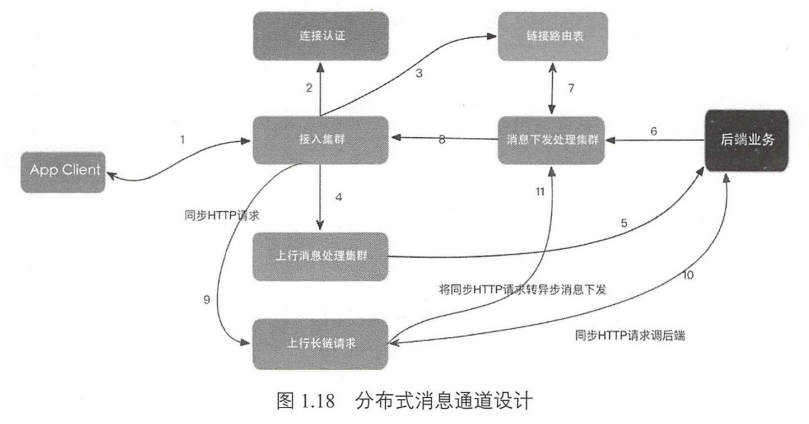 连接认证
链接路由表
2
3
7
1
接入集群
8
消息下发处理集群
6
后端业务
App Client
同步HTTP请求
4
11
上行消息处理集群
5
9
将同步HTTP请求转异步消息下发
10
上行长链请求
同步HTTP请求调后端
图 1.18 分布式消息通道设计